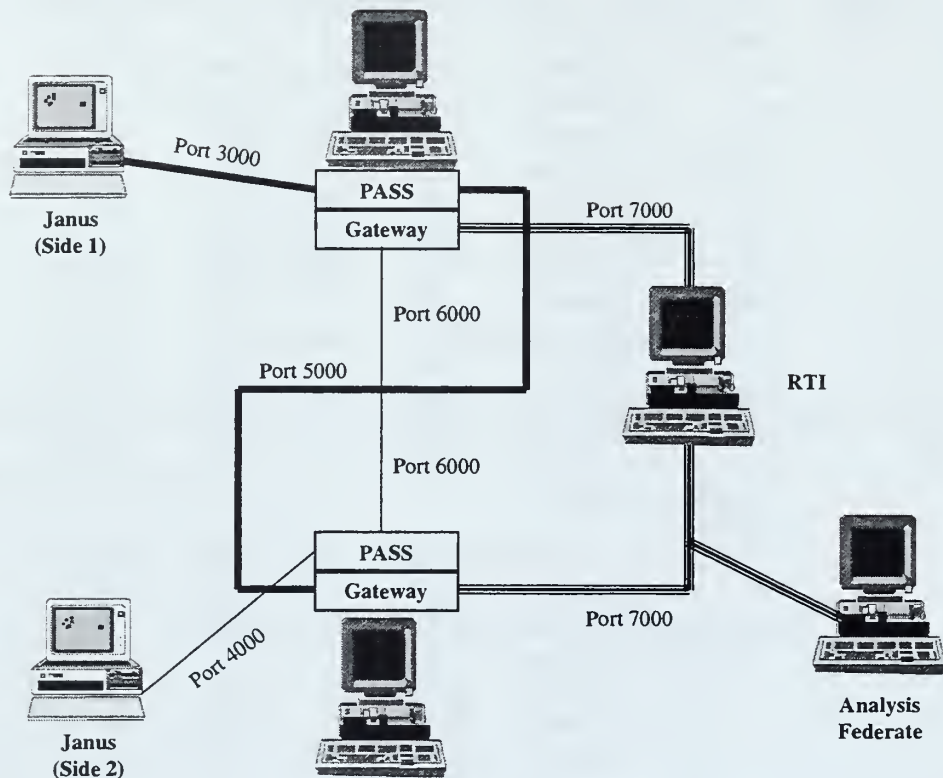 Port 3000
PASS
Gateway
Port 7000
Janus
(Side 1)
Port 6000
Port 5000
RTI
Port 6000
PASS
Gateway
Port 7000
Port 4000
Janus
(Side 2)
Analysis
Federate